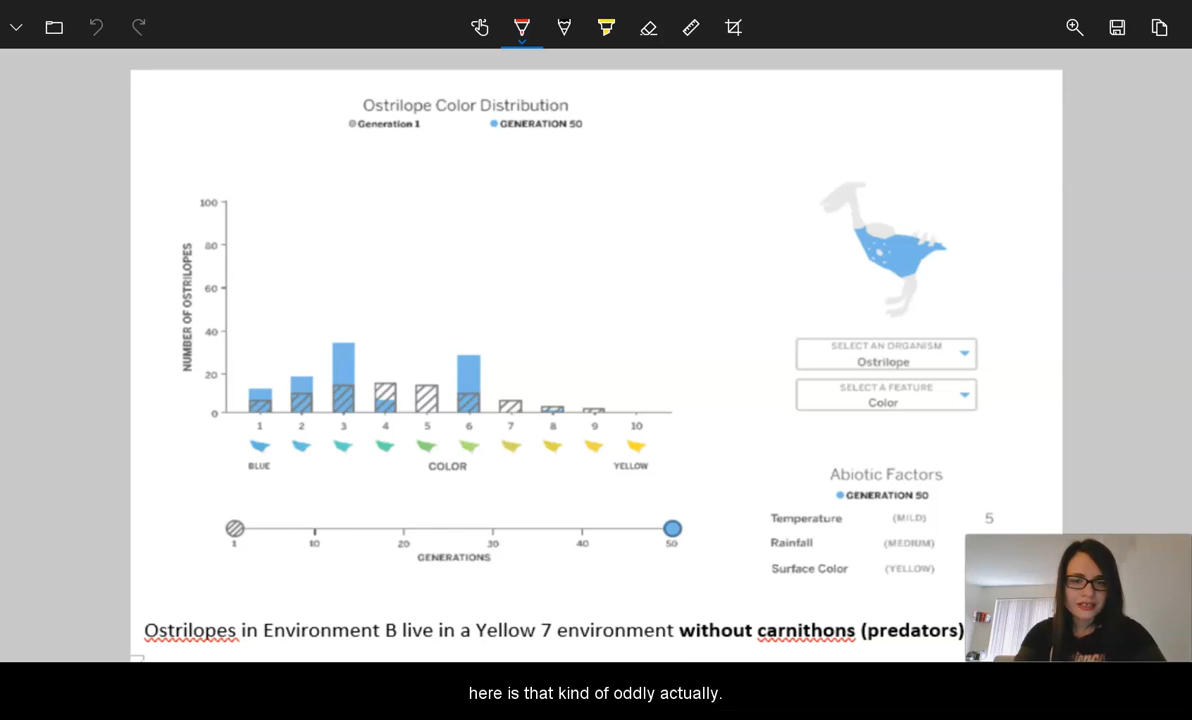 Ostrilope Color Distribution
Generation 1 GENERATION 50
NUMBER OF OSTRILOPES
100
80
60
40
20
0
1 2 3 4 5 6 7 8 9 10
BLUE COLOR YELLOW
1 10 20 30 40 50
GENERATIONS
SELECT AN ORGANISM
Ostrilope
SELECT A FEATURE
Color
Abiotic Factors
GENERATION 50
Temperature (MILD) 5
Rainfall (MEDIUM)
Surface Color (YELLOW)
Ostrilopes in Environment B live in a Yellow 7 environment without carnithons (predators)
here is that kind of oddly actually.